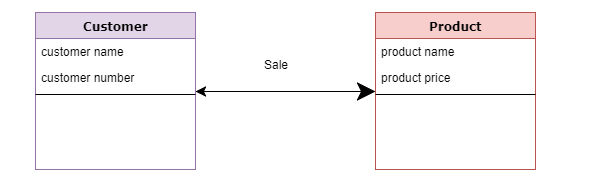 Customer
customer name
customer number
Sale
Product
product name
product price